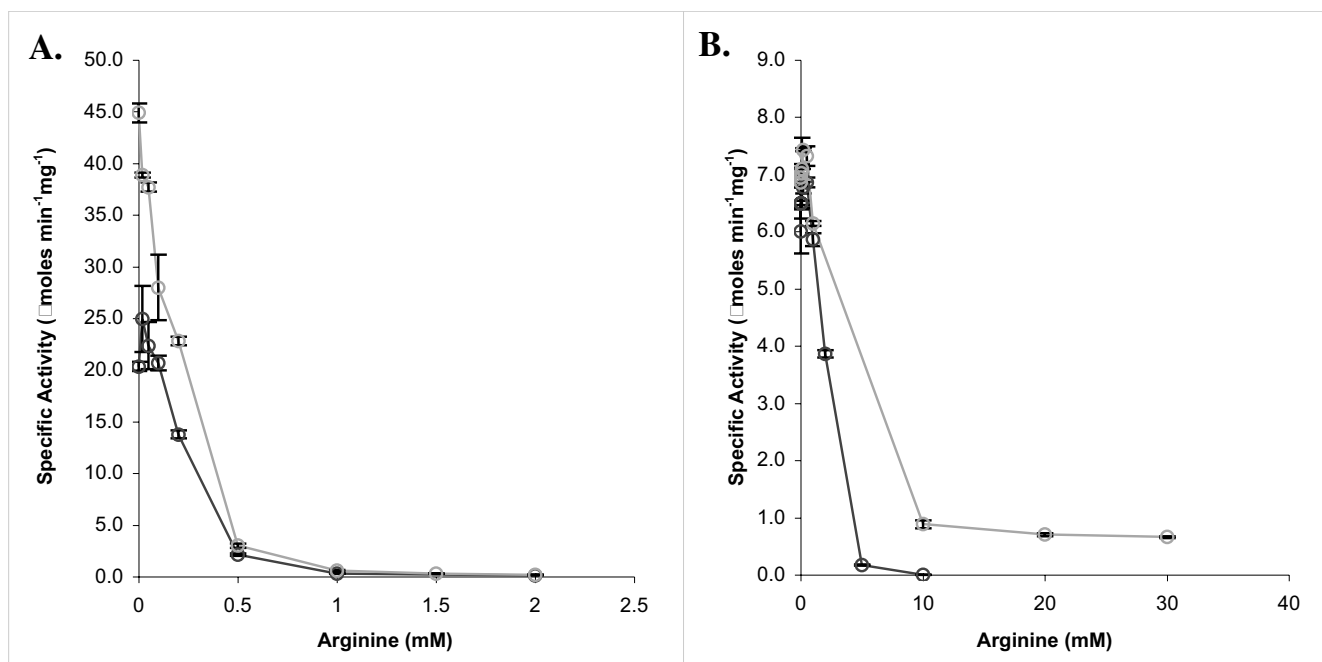 A.
50.0
45.0
40.0
35.0
30.0
25.0
20.0
15.0
10.0
5.0
0.0
Specific Activity (□moles min⁻¹mg⁻¹)
0 0.5 1 1.5 2 2.5
Arginine (mM)
B.
9.0
8.0
7.0
6.0
5.0
4.0
3.0
2.0
1.0
0.0
Specific Activity (□moles min⁻¹mg⁻¹)
0 10 20 30 40
Arginine (mM)